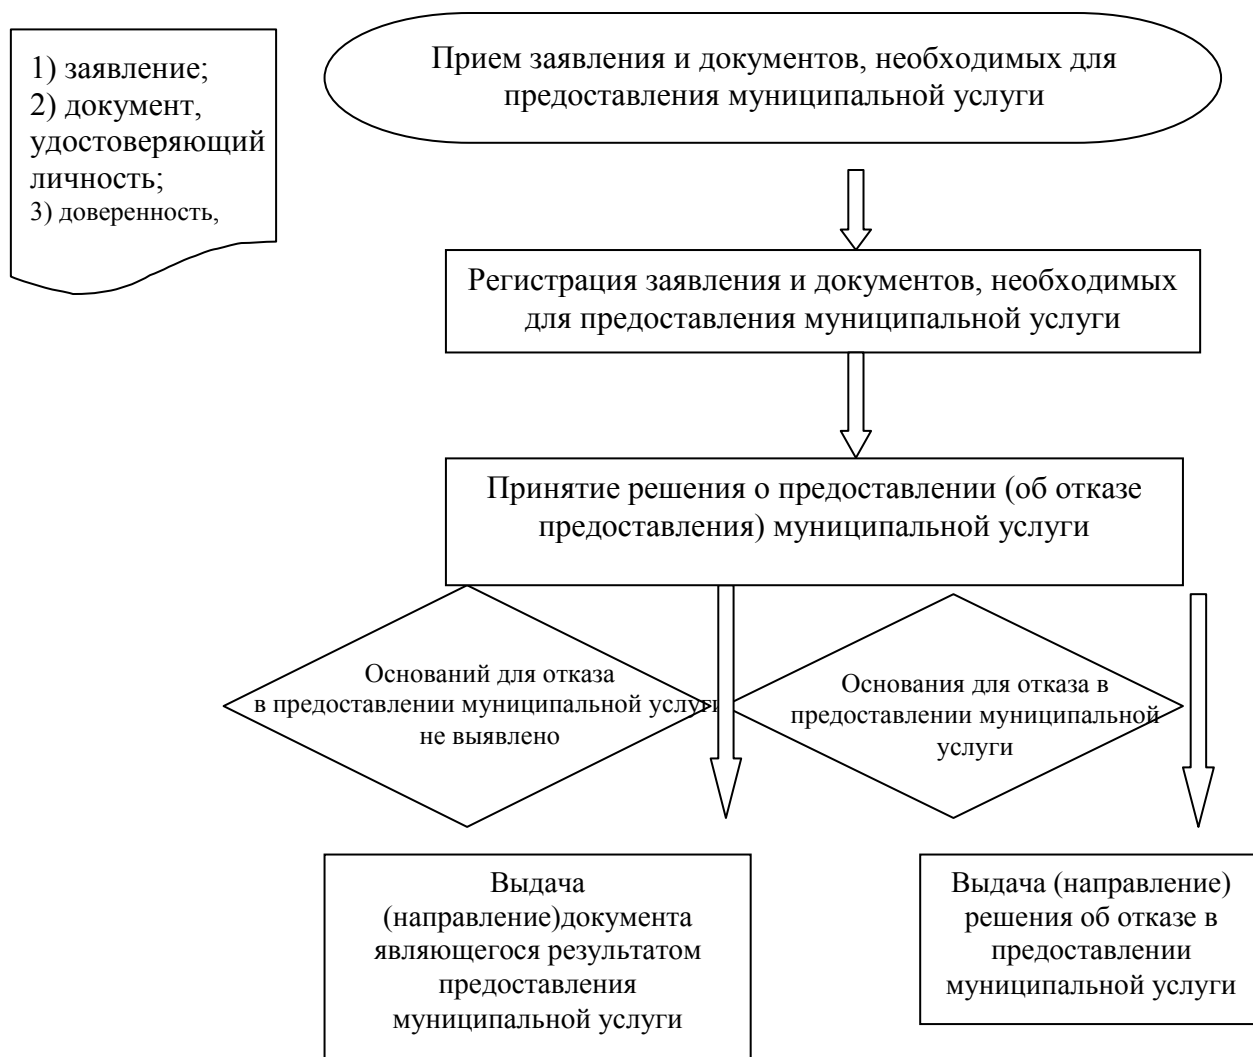 1) заявление;
2) документ,
удостоверяющий
личность;
3) доверенность,
Прием заявления и документов, необходимых для
предоставления муниципальной услуги
Регистрация заявления и документов, необходимых
для предоставления муниципальной услуги
Принятие решения о предоставлении (об отказе
предоставления) муниципальной услуги
Оснований для отказа
в предоставлении муниципальной услуги
не выявлено
Основания для отказа в
предоставлении муниципальной
услуги
Выдача
(направление)документа
являющегося результатом
предоставления
муниципальной услуги
Выдача (направление)
решения об отказе в
предоставлении
муниципальной услуги